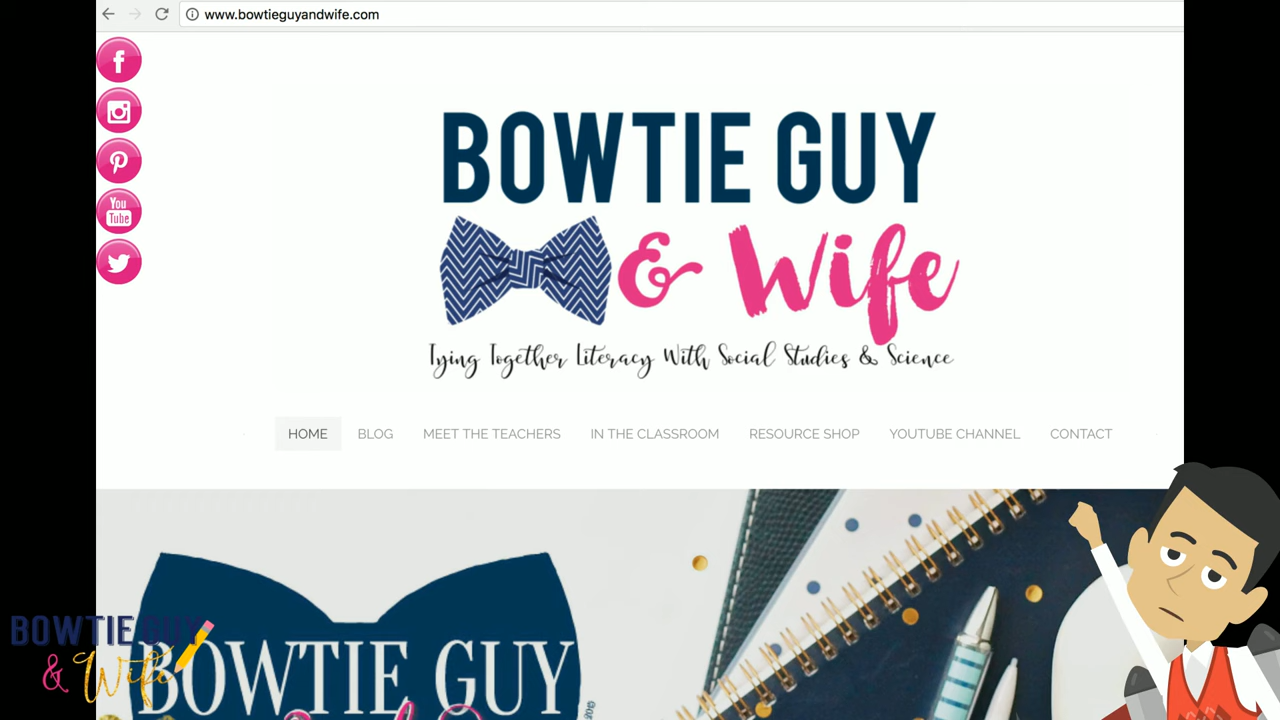 www.bowtieguyandwife.com
BOWTIE GUY
& Wife
Tying Together Literacy With Social Studies & Science
HOME BLOG MEET THE TEACHERS IN THE CLASSROOM RESOURCE SHOP YOUTUBE CHANNEL CONTACT
You
Tube
BOWTIE GUY
BOWTIE GUY
& Wife